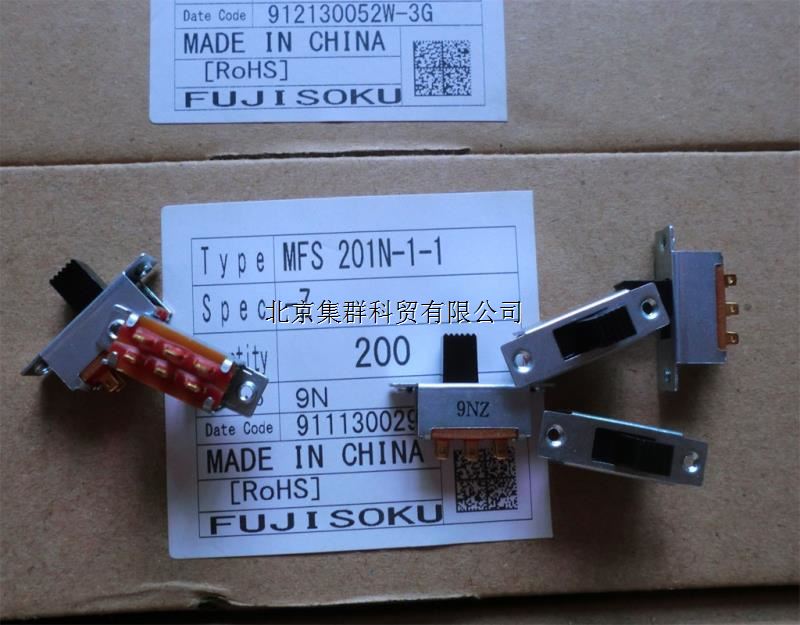 Date Code 912130052W-3G
MADE IN CHINA
[RoHS]
FUJISOKU
Type MFS 201N-1-1
Spec -Z
北京集群科贸有限公司
200
9N
Date Code 911130029
MADE IN CHINA
[RoHS]
FUJISOKU
9NZ